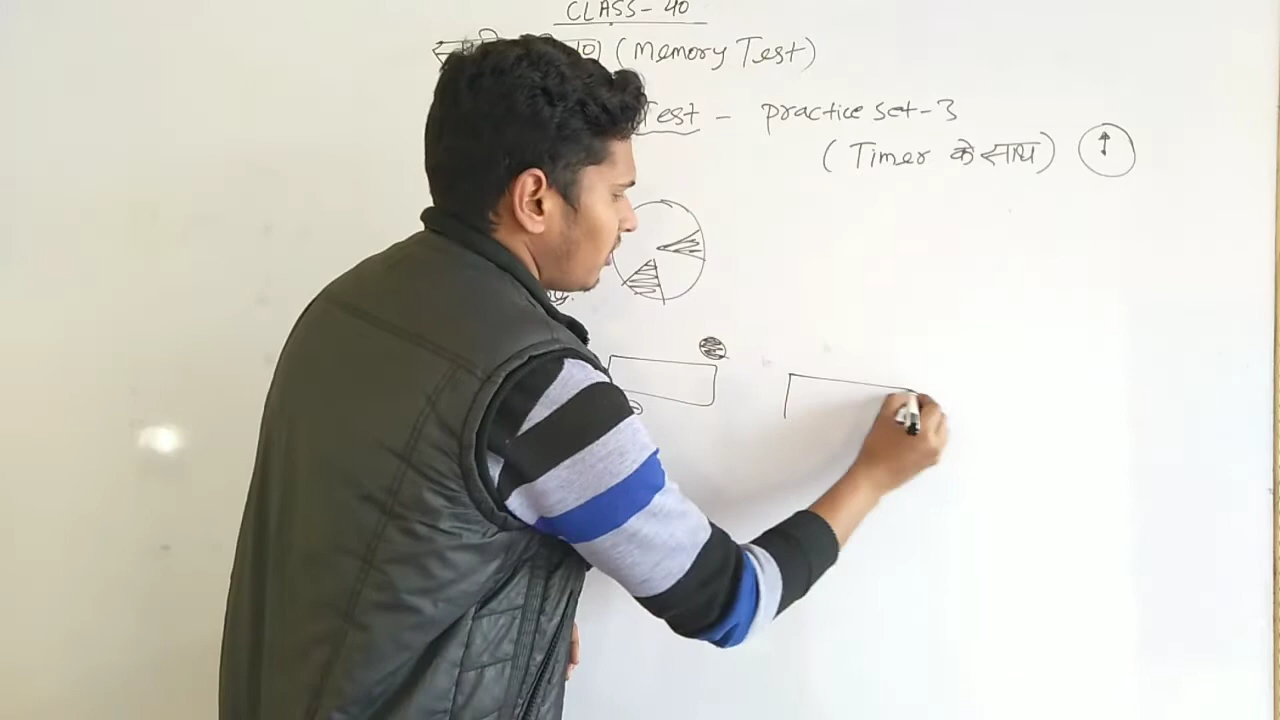 CLASS-40
(Memory Test)
Test - practice set-3
(Timer के साथ)